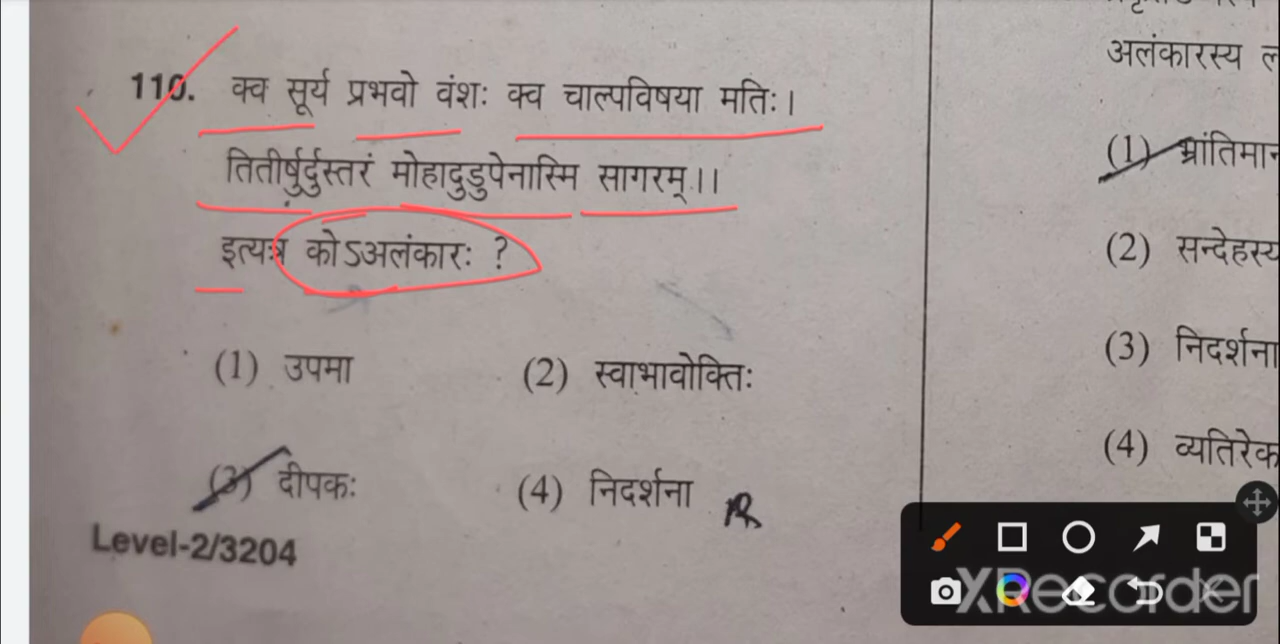 110. क्व सूर्य प्रभवो वंशः क्व चाल्पविषया मतिः।
तितीर्षुर्दुस्तरं मोहादुडुपेनास्मि सागरम्।।
इत्यत्र कोऽअलंकारः ?
(1) उपमा
(2) स्वाभावोक्तिः
(3) दीपकः
(4) निदर्शना
Level-2/3204
अलंकारस्य
(1) भ्रांतिमान
(2) सन्देहस्य
(3) निदर्शना
(4) व्यतिरेक
XRecorder